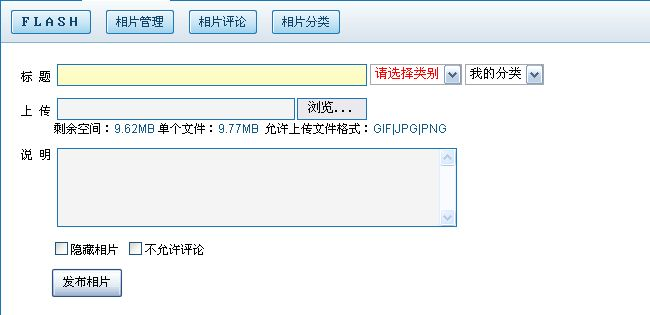 FLASH 相片管理 相片评论 相片分类
标 题 请选择类别 我的分类
上 传 浏览...
剩余空间：9.62MB 单个文件：9.77MB 允许上传文件格式：GIF|JPG|PNG
说 明
隐藏相片 不允许评论
发布相片